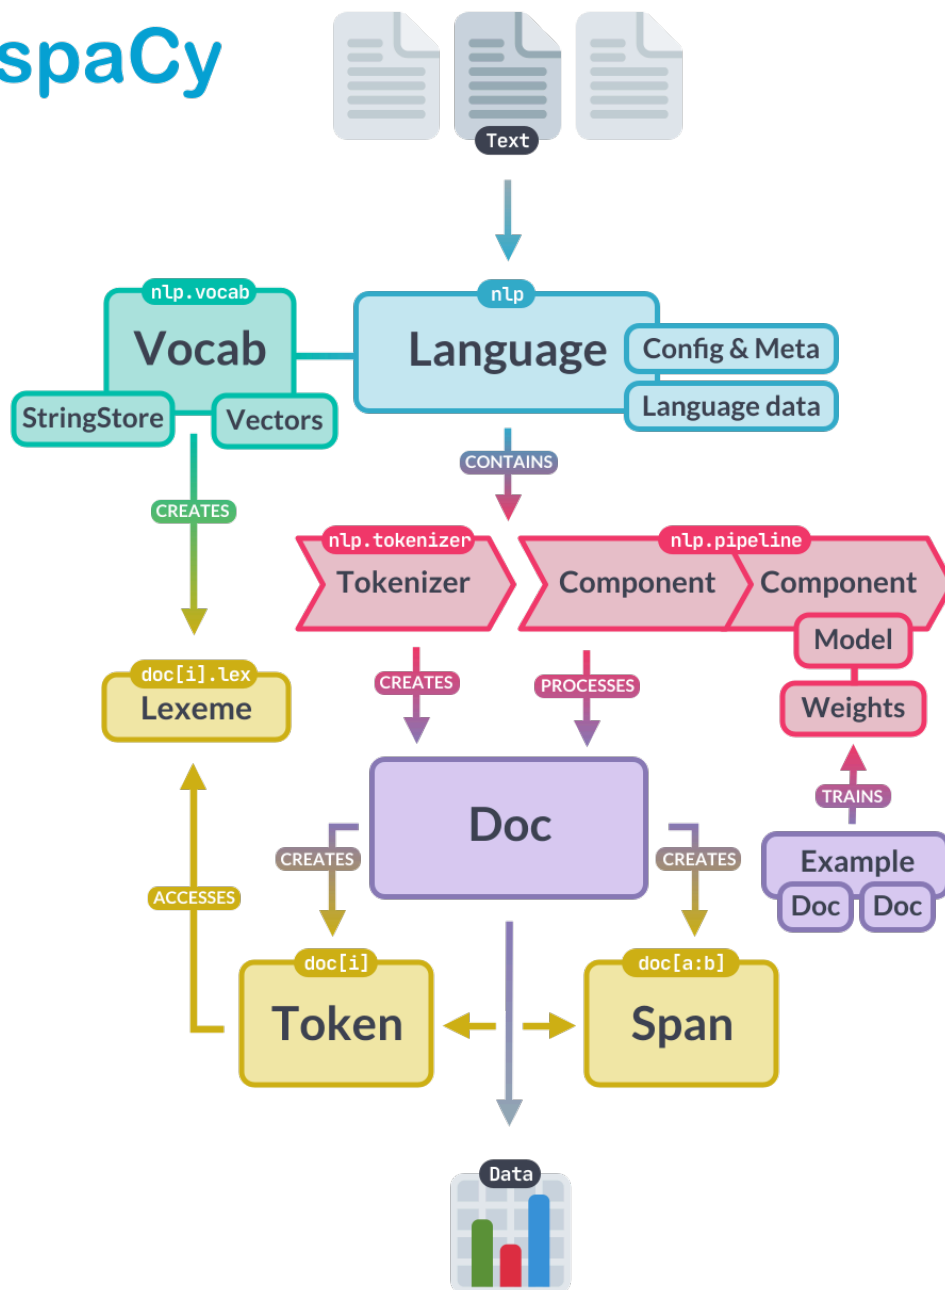 spaCy
Text
nlp.vocab
nlp
Vocab
Language
Config & Meta
StringStore
Vectors
Language data
CONTAINS
CREATES
nlp.tokenizer
nlp.pipeline
Tokenizer
Component
Component
Model
doc[i].lex
Lexeme
CREATES
PROCESSES
Weights
TRAINS
Doc
CREATES
CREATES
Example
Doc
Doc
ACCESSES
doc[i]
doc[a:b]
Token
Span
Data